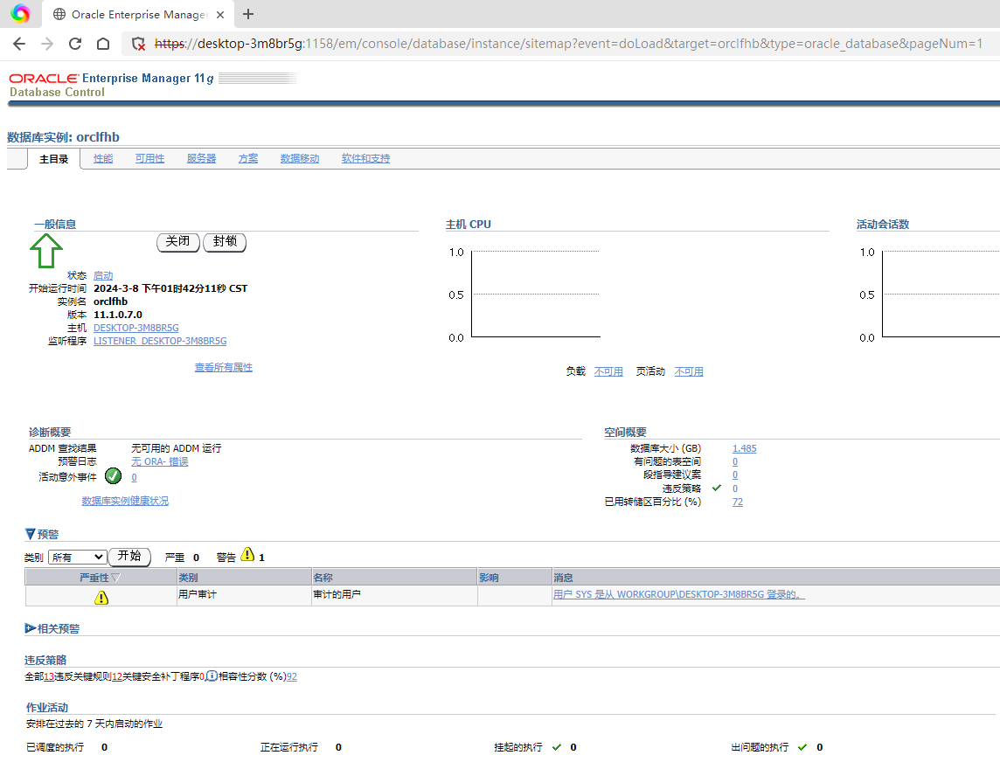 Oracle Enterprise Manager
https://desktop-3m8br5g:1158/em/console/database/instance/sitemap?event=doLoad&target=orclfhb&type=oracle_database&pageNum=1
ORACLE Enterprise Manager 11g
Database Control
数据库实例: orclfhb
主目录 性能 可用性 服务器 方案 数据移动 软件和支持
一般信息 主机 CPU 活动会话数
关闭 封锁
1.0 1.0
状态 启动
开始运行时间 2024-3-8 下午01时42分11秒 CST
0.5 0.5
实例名 orclfhb
版本 11.1.0.7.0
主机 DESKTOP-3M8BR5G
0.0 0.0
监听程序 LISTENER_DESKTOP-3M8BR5G
查看所有属性
负载 不可用 页活动 不可用
诊断概要 空间概要
ADDM 查找结果 无可用的 ADDM 运行 数据库大小 (GB) 1.485
预警日志 无 ORA- 错误 有问题的表空间 0
活动意外事件 0 段指导建议案 0
违反策略 0
数据库实例健康状况 已用转储区百分比 (%) 72
预警
类别 所有 开始 严重 0 警告 1
严重性 类别 名称 影响 消息
用户审计 审计的用户 用户 SYS 是从 WORKGROUP\DESKTOP-3M8BR5G 登录的。
相关预警
违反策略
全部13违反关键规则12关键安全补丁程序0 相容性分数 (%)92
作业活动
安排在过去的 7 天内启动的作业
已调度的执行 0 正在运行执行 0 挂起的执行 0 出问题的执行 0